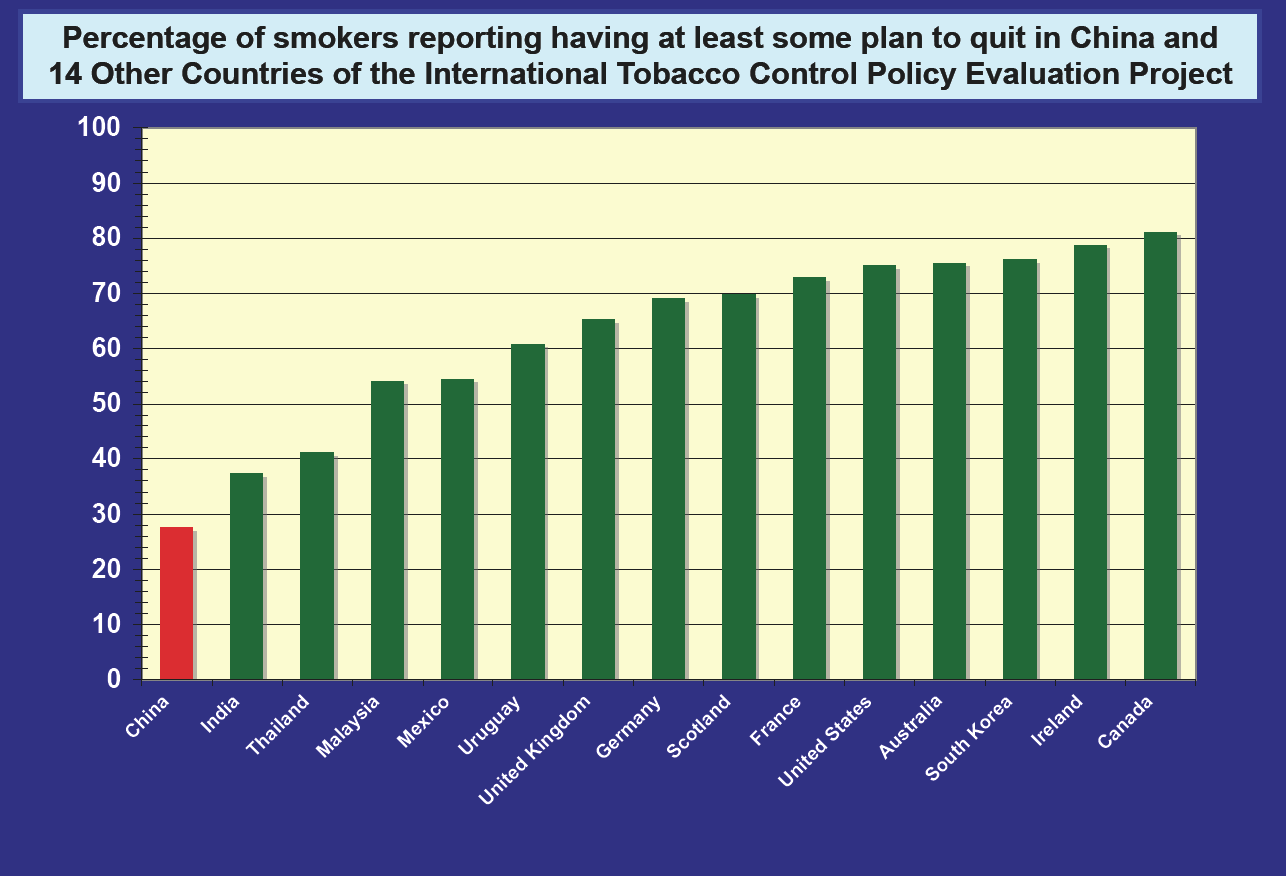 Percentage of smokers reporting having at least some plan to quit in China and
14 Other Countries of the International Tobacco Control Policy Evaluation Project
100
90
80
70
60
50
40
30
20
10
0
China
India
Thailand
Malaysia
Mexico
Uruguay
United Kingdom
Germany
Scotland
France
United States
Australia
South Korea
Ireland
Canada